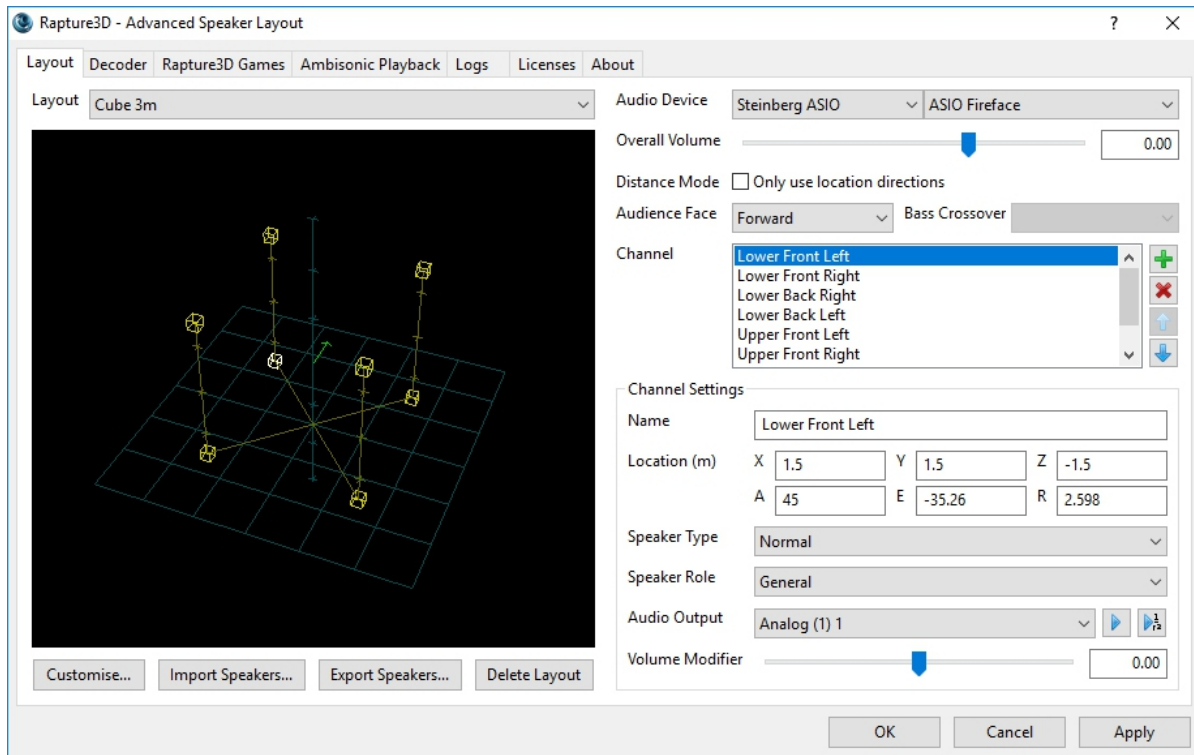 Rapture3D - Advanced Speaker Layout
Layout Decoder Rapture3D Games Ambisonic Playback Logs Licenses About
Layout Cube 3m
Customise... Import Speakers... Export Speakers... Delete Layout
Audio Device Steinberg ASIO ASIO Fireface
Overall Volume 0.00
Distance Mode Only use location directions
Audience Face Forward Bass Crossover
Channel
Lower Front Left
Lower Front Right
Lower Back Right
Lower Back Left
Upper Front Left
Upper Front Right
Channel Settings
Name Lower Front Left
Location (m) X 1.5 Y 1.5 Z -1.5
A 45 E -35.26 R 2.598
Speaker Type Normal
Speaker Role General
Audio Output Analog (1) 1
Volume Modifier 0.00
OK Cancel Apply